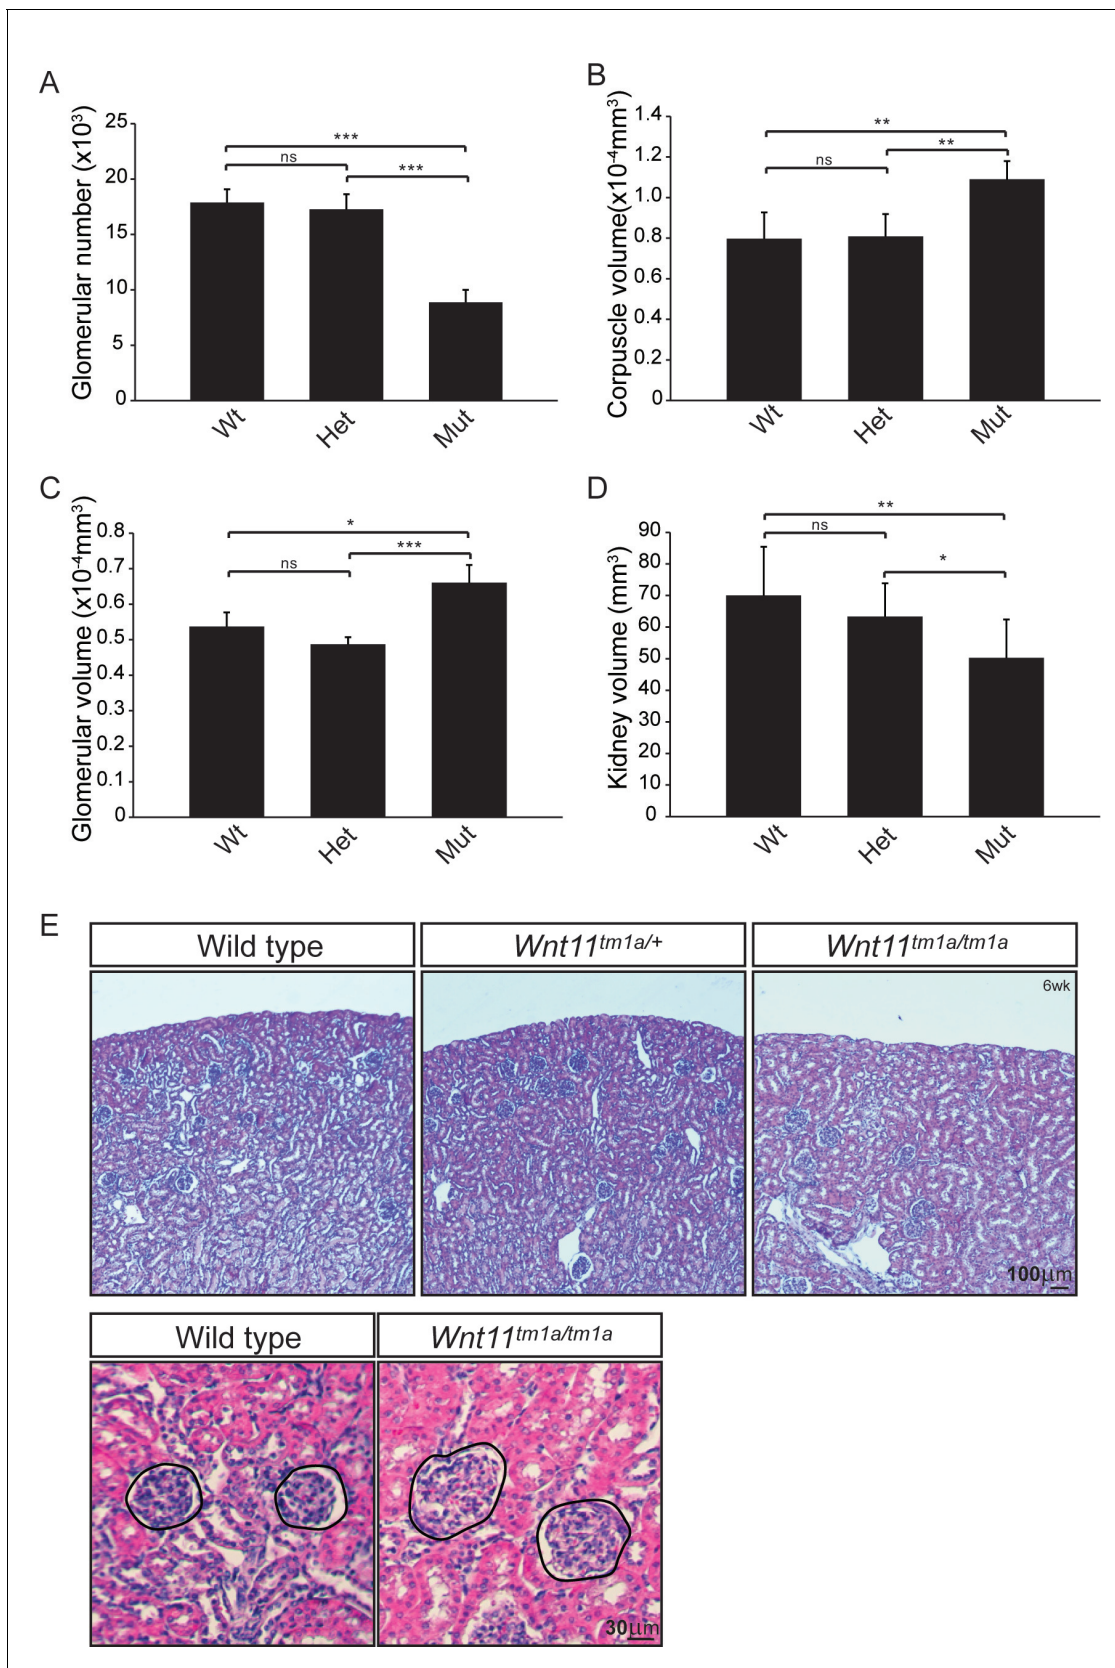 A
Glomerular number (x10³)
25
20
15
10
5
0
***
ns
***
Wt
Het
Mut
B
Corpuscle volume(x10⁻⁴mm³)
1.4
1.2
1.0
0.8
0.6
0.4
0.2
0
**
**
ns
Wt
Het
Mut
C
Glomerular volume (x10⁻⁴mm³)
0.8
0.7
0.6
0.5
0.4
0.3
0.2
0.1
0
*
***
ns
Wt
Het
Mut
D
Kidney volume (mm³)
90
80
70
60
50
40
30
20
10
0
**
ns
*
Wt
Het
Mut
E
Wild type
Wnt11tm1a/+
Wnt11tm1a/tm1a
6wk
100µm
Wild type
Wnt11tm1a/tm1a
30µm